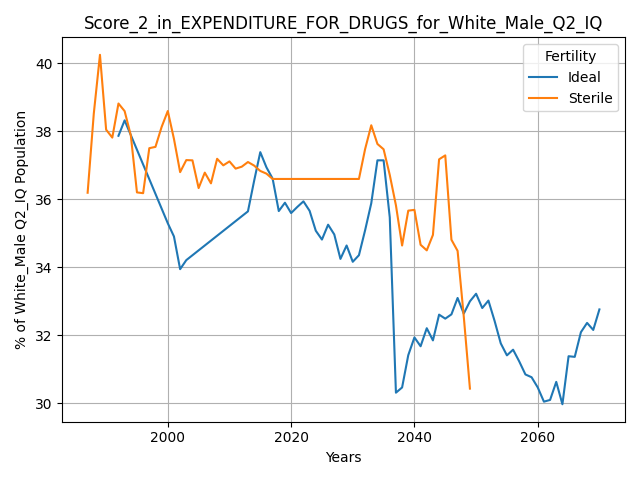 Score_2_in_EXPENDITURE_FOR_DRUGS_for_White_Male_Q2_IQ
Fertility
Ideal
Sterile
% of White_Male Q2_IQ Population
40
38
36
34
32
30
2000
2020
2040
2060
Years